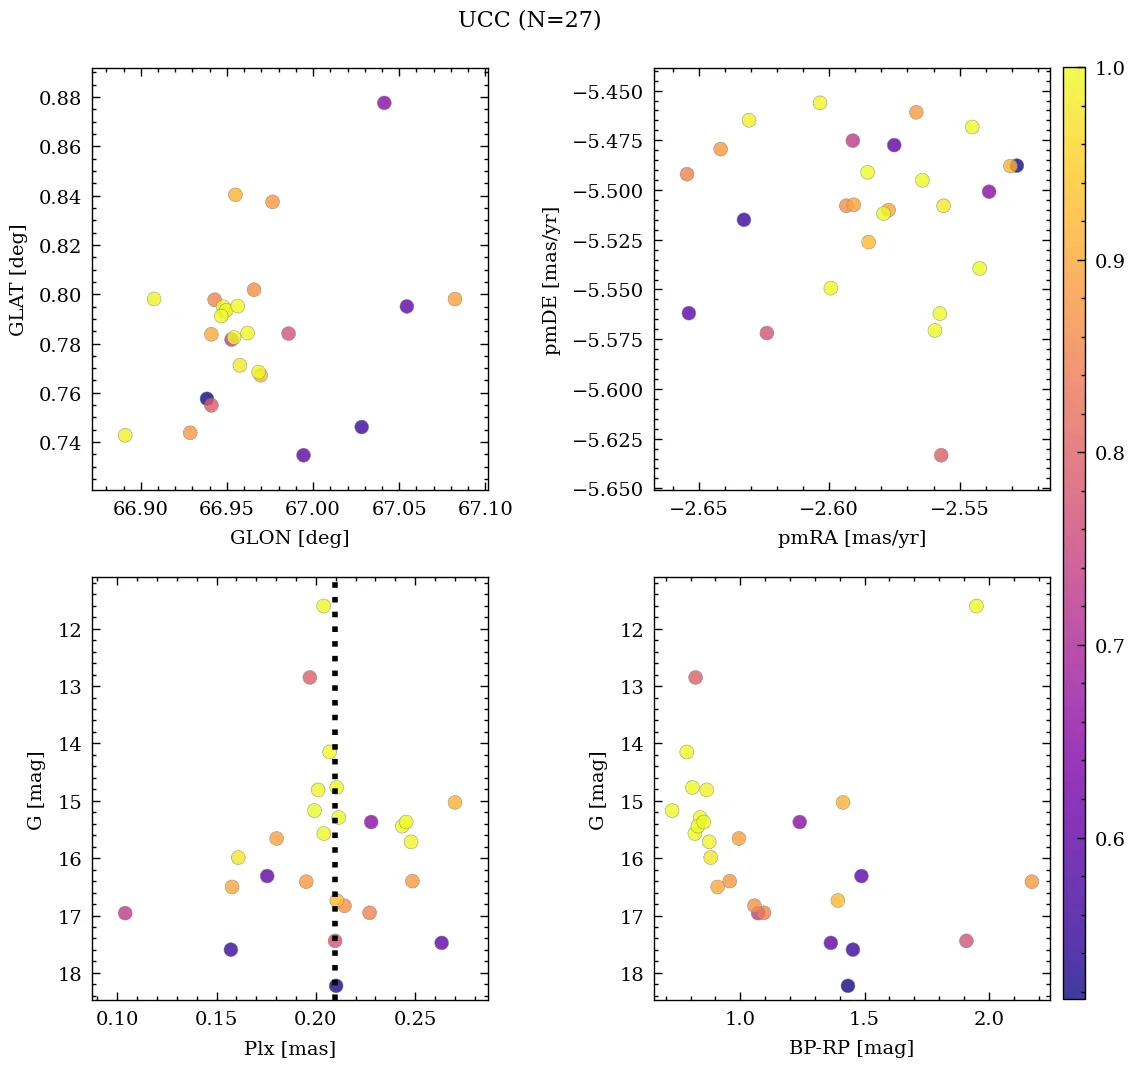 UCC (N=27)
0.88
0.86
0.84
0.82
0.80
0.78
0.76
0.74
GLAT [deg]
66.90 66.95 67.00 67.05 67.10
GLON [deg]
−5.450
−5.475
−5.500
−5.525
−5.550
−5.575
−5.600
−5.625
−5.650
pmDE [mas/yr]
−2.65 −2.60 −2.55
pmRA [mas/yr]
1.0
0.9
0.8
0.7
0.6
12
13
14
15
16
17
18
G [mag]
0.10 0.15 0.20 0.25
Plx [mas]
12
13
14
15
16
17
18
G [mag]
1.0 1.5 2.0
BP-RP [mag]